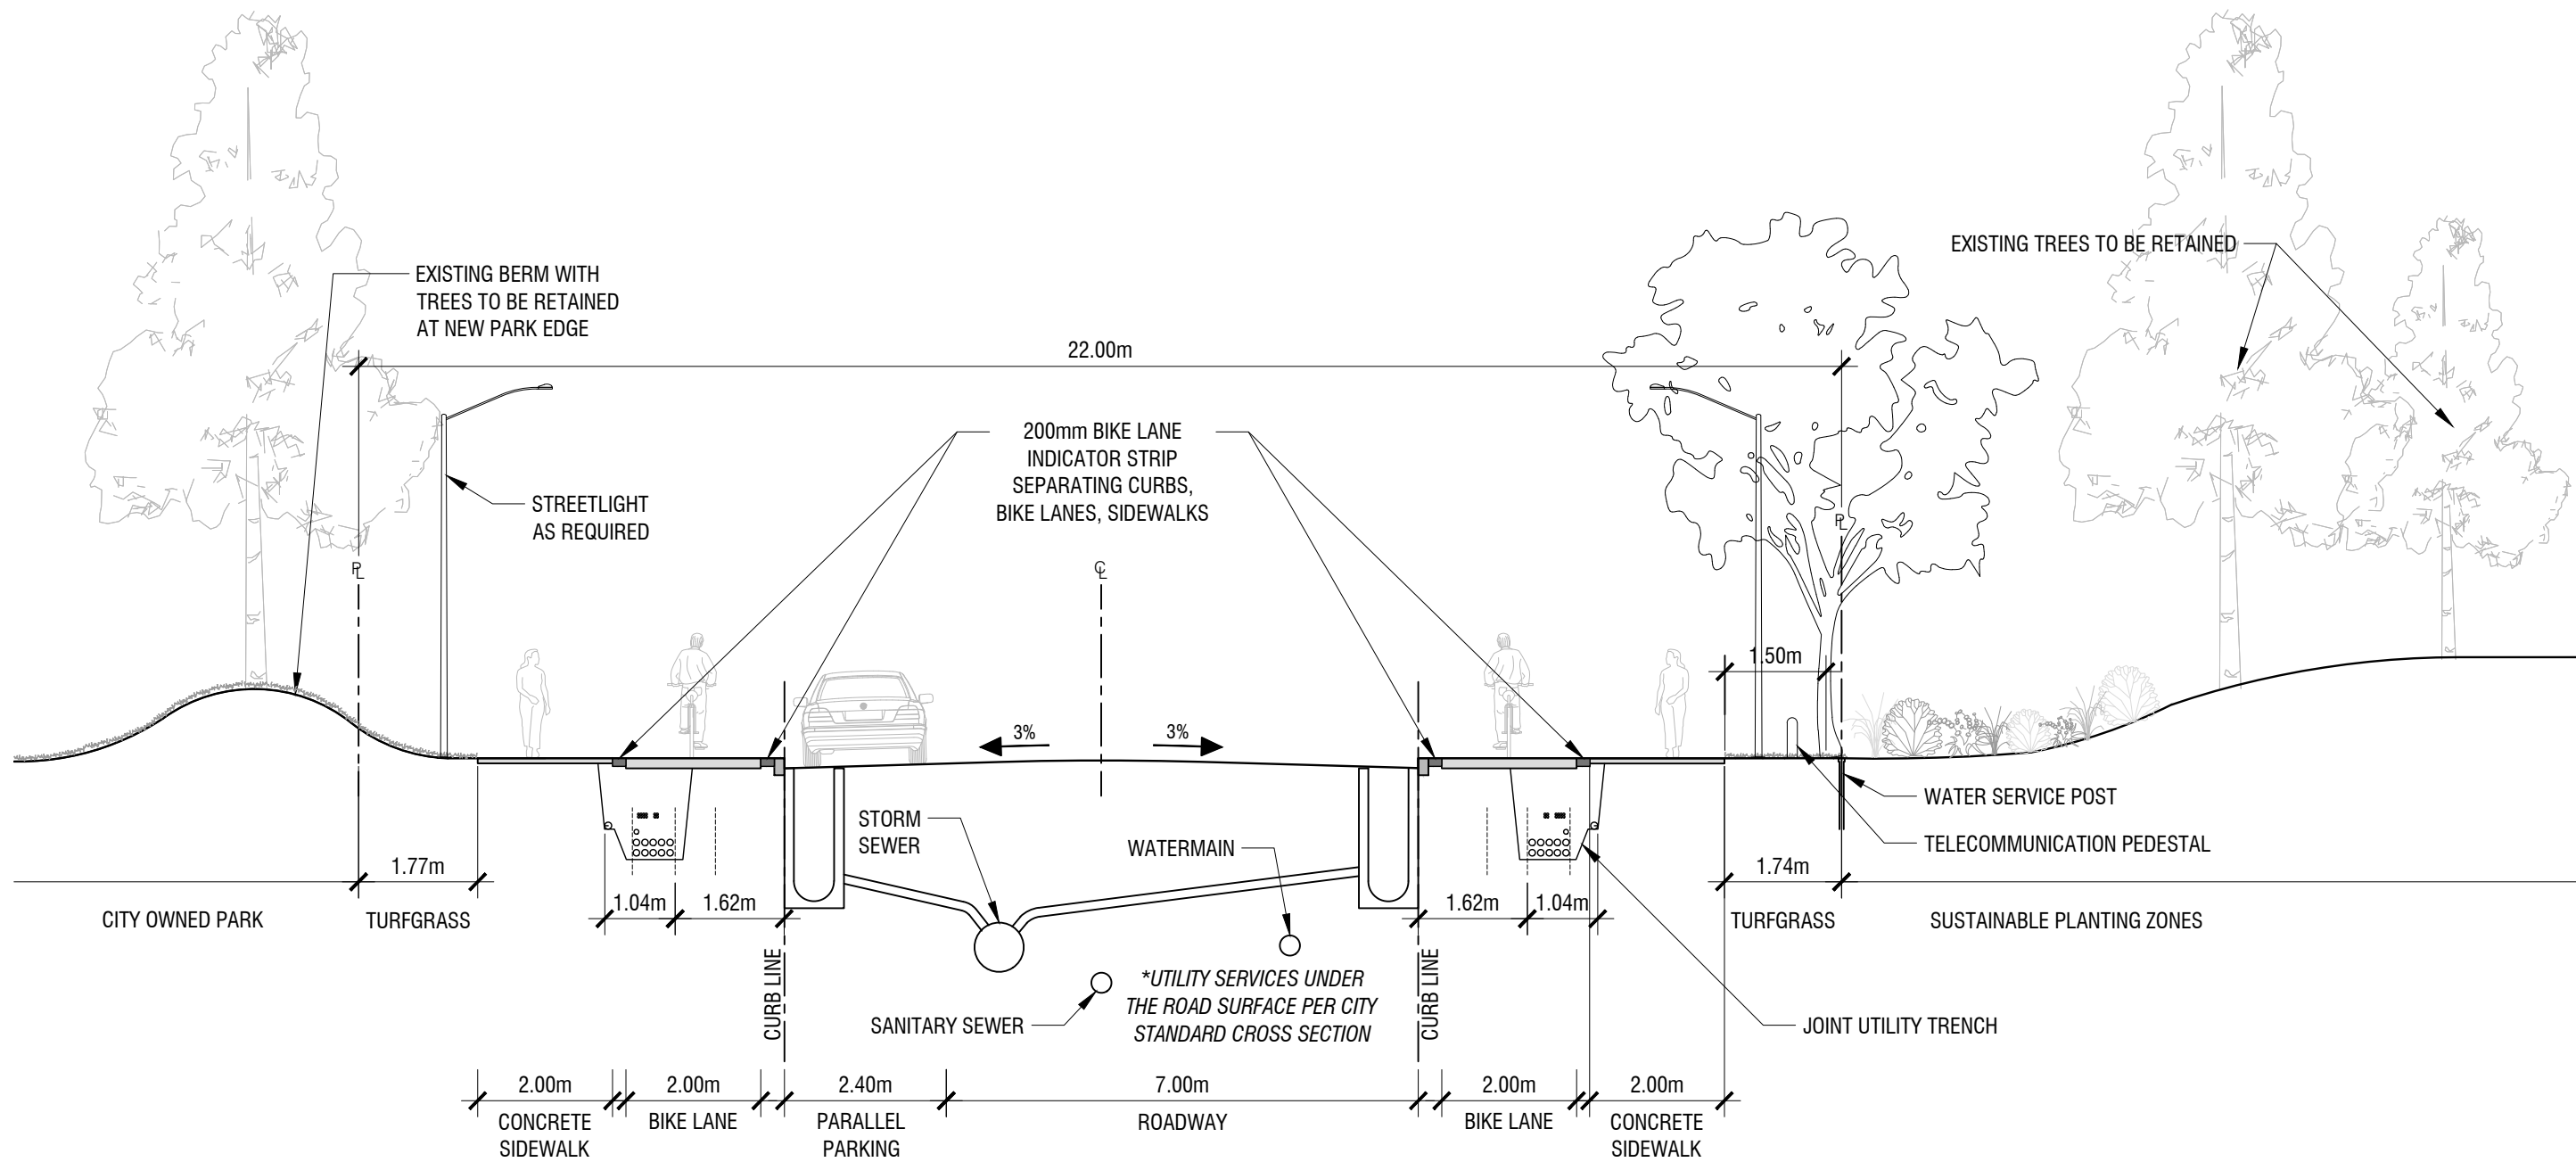 EXISTING TREES TO BE RETAINED
EXISTING BERM WITH
TREES TO BE RETAINED
AT NEW PARK EDGE
22.00m
200mm BIKE LANE
INDICATOR STRIP
SEPARATING CURBS,
BIKE LANES, SIDEWALKS
STREETLIGHT
AS REQUIRED
PL
PL
CL
1.50m
3%
3%
WATER SERVICE POST
STORM
SEWER
WATERMAIN
TELECOMMUNICATION PEDESTAL
1.77m
1.74m
1.04m
1.62m
1.62m
1.04m
CITY OWNED PARK
TURFGRASS
TURFGRASS
SUSTAINABLE PLANTING ZONES
CURB LINE
CURB LINE
*UTILITY SERVICES UNDER
THE ROAD SURFACE PER CITY
STANDARD CROSS SECTION
SANITARY SEWER
JOINT UTILITY TRENCH
2.00m
2.00m
2.40m
7.00m
2.00m
2.00m
CONCRETE
SIDEWALK
BIKE LANE
PARALLEL
PARKING
ROADWAY
BIKE LANE
CONCRETE
SIDEWALK